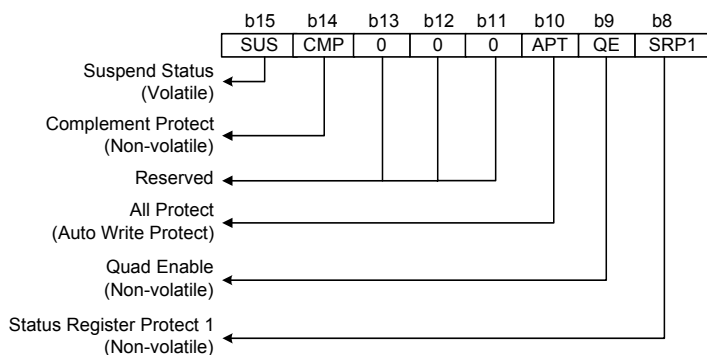 b15 b14 b13 b12 b11 b10 b9 b8
SUS CMP 0 0 0 APT QE SRP1
Suspend Status
(Volatile)
Complement Protect
(Non-volatile)
Reserved
All Protect
(Auto Write Protect)
Quad Enable
(Non-volatile)
Status Register Protect 1
(Non-volatile)